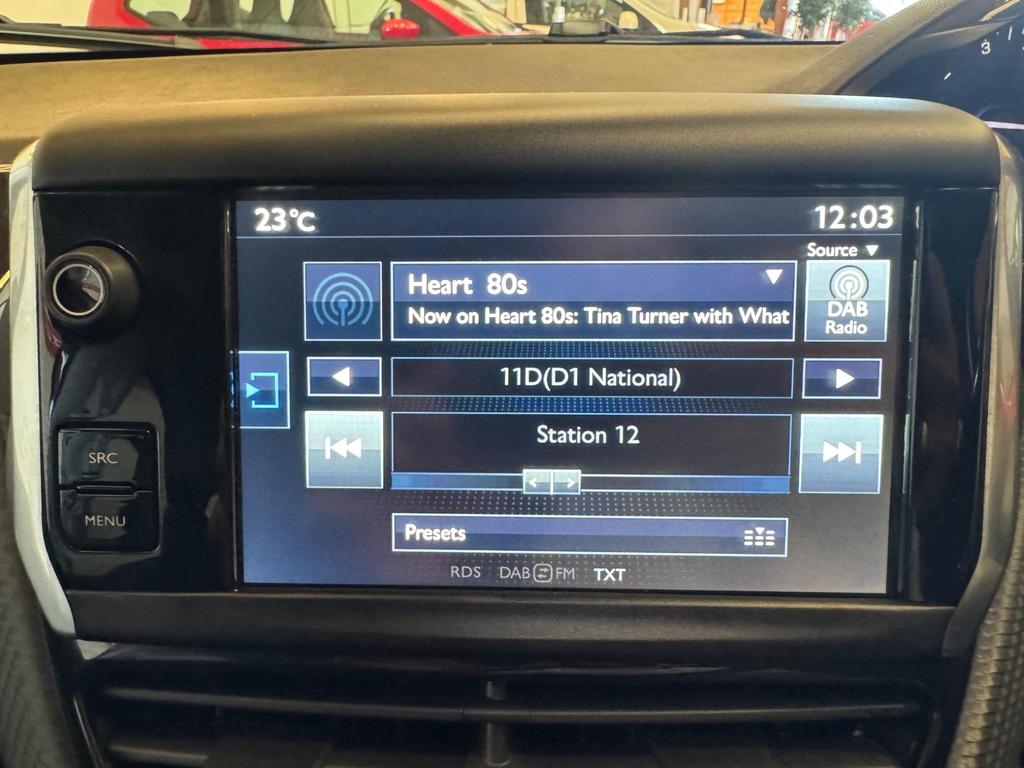 3
23°C
12:03
Source
Heart 80s
Now on Heart 80s: Tina Turner with What
DAB
Radio
11D(D1 National)
SRC
Station 12
MENU
Presets
RDS DAB FM TXT